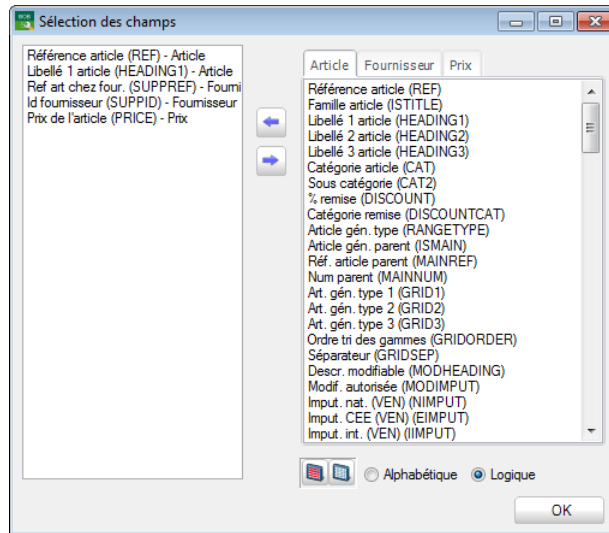 Sélection des champs
Référence article (REF) - Article
Libellé 1 article (HEADING1) - Article
Ref art chez four. (SUPPREF) - Fourni
Id fournisseur (SUPPID) - Fournisseur
Prix de l'article (PRICE) - Prix
Article Fournisseur Prix
Référence article (REF)
Famille article (ISTITLE)
Libellé 1 article (HEADING1)
Libellé 2 article (HEADING2)
Libellé 3 article (HEADING3)
Catégorie article (CAT)
Sous catégorie (CAT2)
% remise (DISCOUNT)
Catégorie remise (DISCOUNTCAT)
Article gén. type (RANGETYPE)
Article gén. parent (ISMAIN)
Réf. article parent (MAINREF)
Num parent (MAINNUM)
Art. gén. type 1 (GRID1)
Art. gén. type 2 (GRID2)
Art. gén. type 3 (GRID3)
Ordre tri des gammes (GRIDORDER)
Séparateur (GRIDSEP)
Descr. modifiable (MODHEADING)
Modif. autorisée (MODIMPUT)
Imput. nat. (VEN) (NIMPUT)
Imput. CEE (VEN) (EIMPUT)
Imput. int. (VEN) (IIMPUT)
Alphabétique Logique
OK